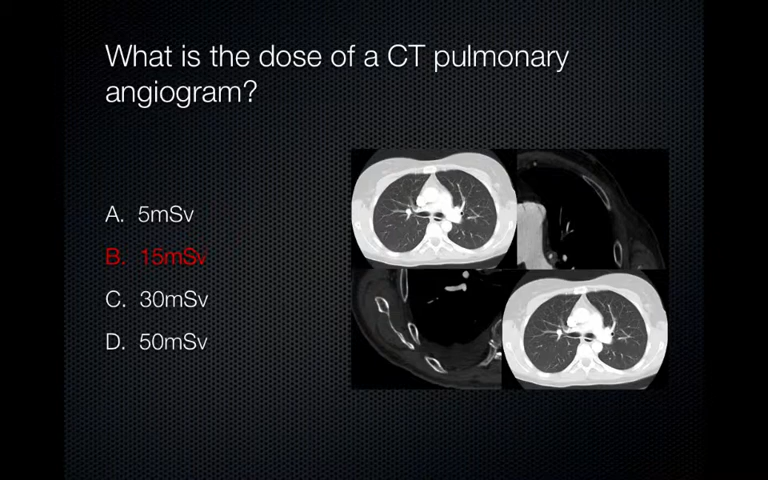 What is the dose of a CT pulmonary
angiogram?
A. 5mSv
B. 15mSv
C. 30mSv
D. 50mSv